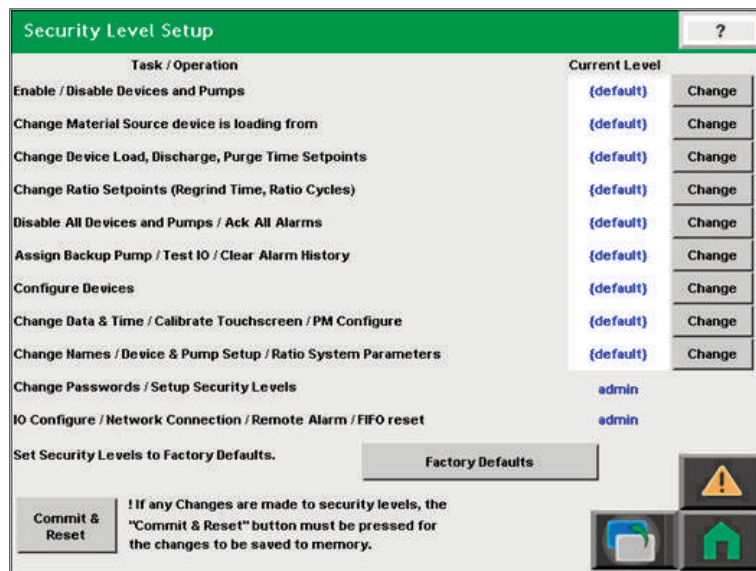 Security Level Setup ?
Task / Operation Current Level
Enable / Disable Devices and Pumps {default} Change
Change Material Source device is loading from {default} Change
Change Device Load, Discharge, Purge Time Setpoints {default} Change
Change Ratio Setpoints (Regrind Time, Ratio Cycles) {default} Change
Disable All Devices and Pumps / Ack All Alarms {default} Change
Assign Backup Pump / Test IO / Clear Alarm History {default} Change
Configure Devices {default} Change
Change Data & Time / Calibrate Touchscreen / PM Configure {default} Change
Change Names / Device & Pump Setup / Ratio System Parameters {default} Change
Change Passwords / Setup Security Levels admin
IO Configure / Network Connection / Remote Alarm / FIFO reset admin
Set Security Levels to Factory Defaults. Factory Defaults
Commit &
Reset
! If any Changes are made to security levels, the
"Commit & Reset" button must be pressed for
the changes to be saved to memory.